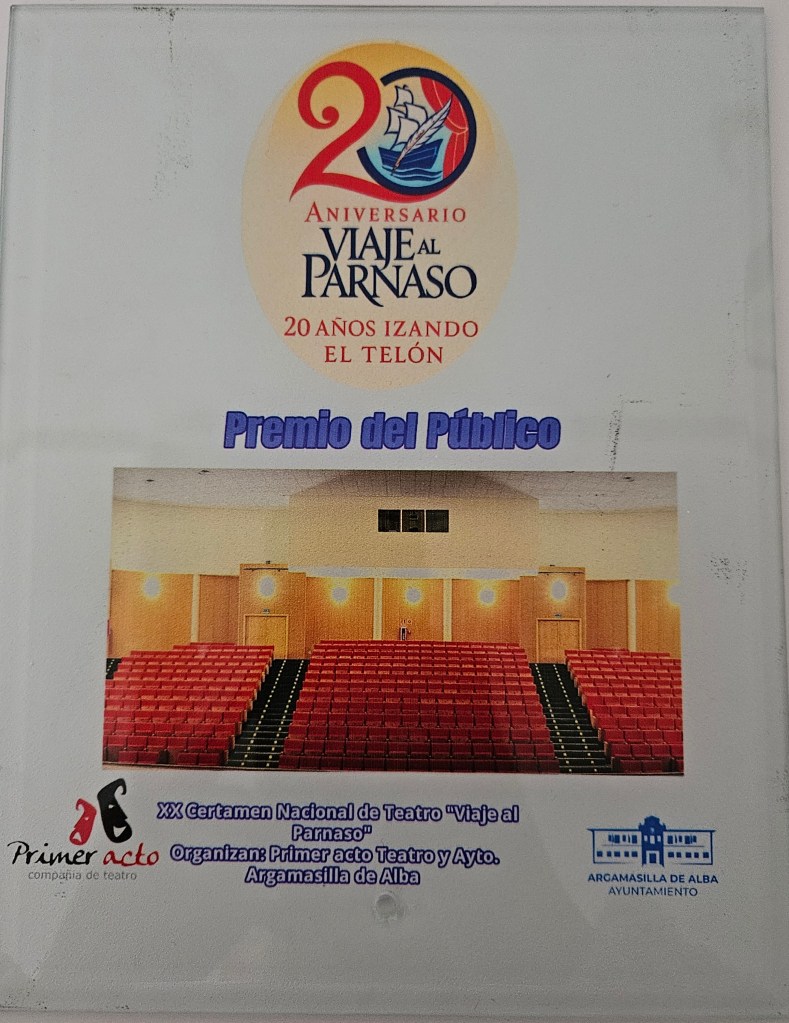 20
ANIVERSARIO
VIAJE AL
PARNASO
20 AÑOS IZANDO
EL TELÓN
Premio del Público
XX Certamen Nacional de Teatro "Viaje al
Parnaso"
Organizan: Primer acto Teatro y Ayto.
Argamasilla de Alba
Primer acto
compañía de teatro
ARGAMASILLA DE ALBA
AYUNTAMIENTO